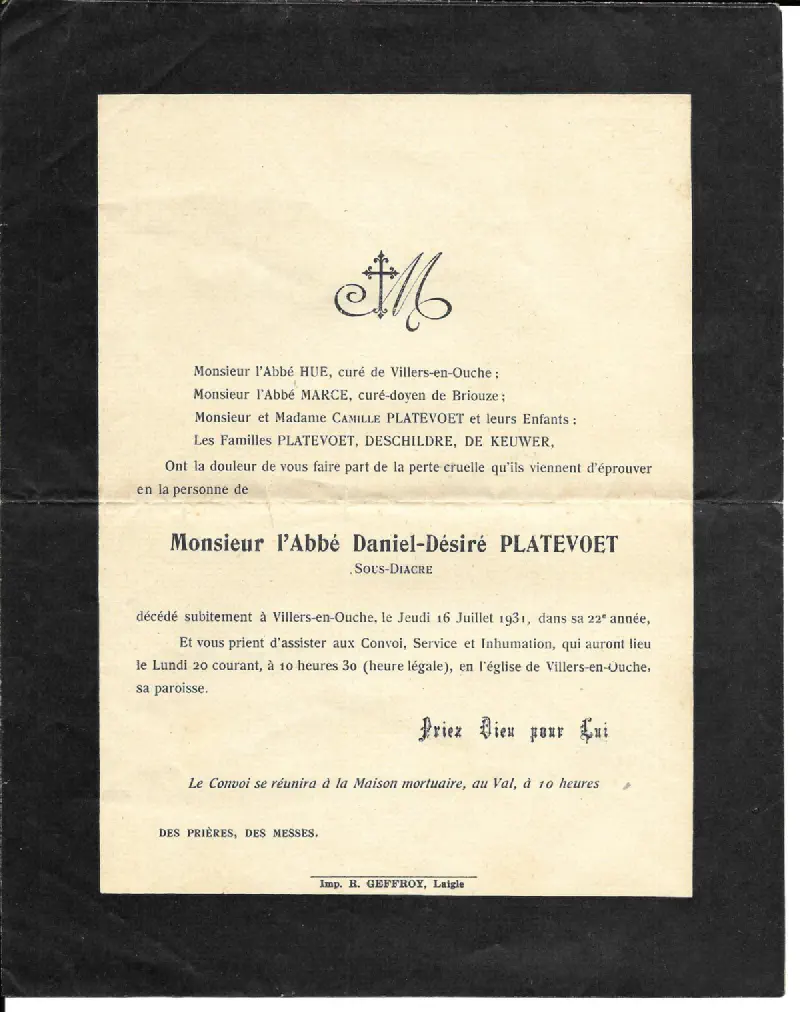 M
Monsieur l'Abbé HUE, curé de Villers-en-Ouche ;
Monsieur l'Abbé MARCE, curé-doyen de Briouze ;
Monsieur et Madame CAMILLE PLATEVOET et leurs Enfants ;
Les Familles PLATEVOET, DESCHILDRE, DE KEUWER,
Ont la douleur de vous faire part de la perte cruelle qu'ils viennent d'éprouver
en la personne de
Monsieur l'Abbé Daniel-Désiré PLATEVOET
SOUS-DIACRE
décédé subitement à Villers-en-Ouche, le Jeudi 16 Juillet 1931, dans sa 22e année,
Et vous prient d'assister aux Convoi, Service et Inhumation, qui auront lieu
le Lundi 20 courant, à 10 heures 30 (heure légale), en l'église de Villers-en-Ouche,
sa paroisse.
Priez Dieu pour Lui
Le Convoi se réunira à la Maison mortuaire, au Val, à 10 heures
DES PRIÈRES, DES MESSES.
Imp. R. GEFFROY, Laigle